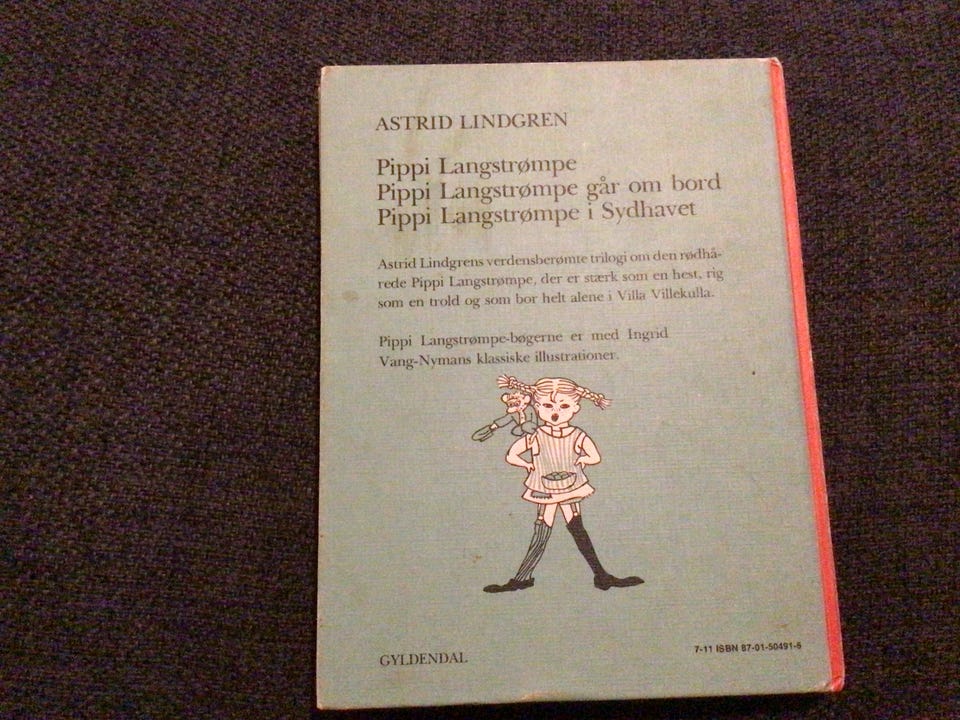 ASTRID LINDGREN
Pippi Langstrømpe
Pippi Langstrømpe går om bord
Pippi Langstrømpe i Sydhavet
Astrid Lindgrens verdensberømte trilogi om den rødhå-
rede Pippi Langstrømpe, der er stærk som en hest, rig
som en trold og som bor helt alene i Villa Villekulla.
Pippi Langstrømpe-bøgerne er med Ingrid
Vang-Nymans klassiske illustrationer.
GYLDENDAL
7-11 ISBN 87-01-50491-6